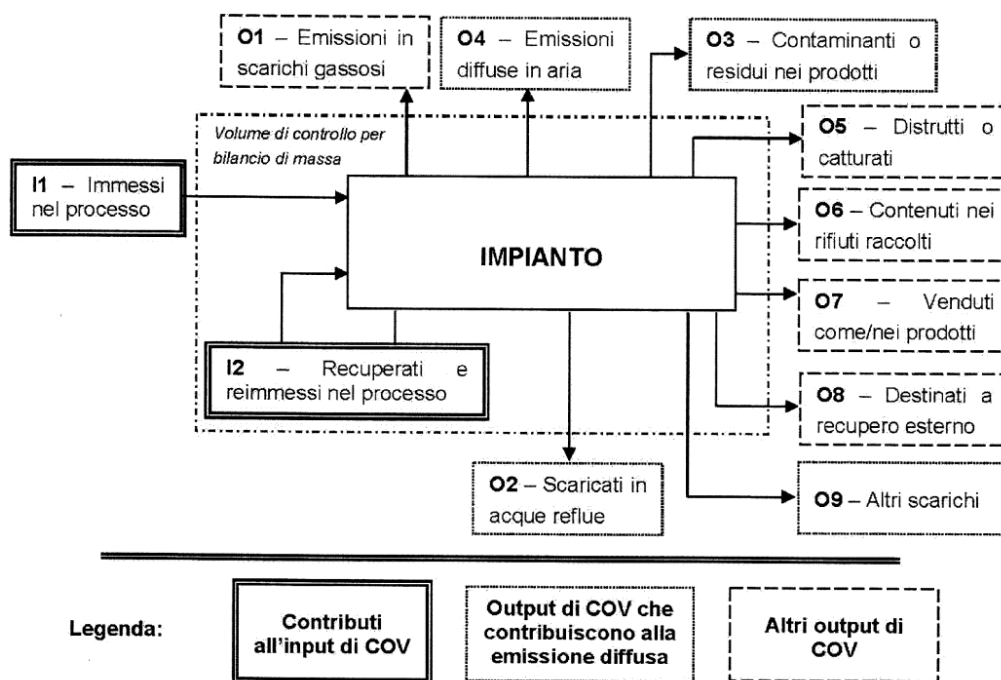 O1 – Emissioni in
scarichi gassosi
O4 – Emissioni
diffuse in aria
O3 – Contaminanti o
residui nei prodotti
Volume di controllo per
bilancio di massa
O5 – Distrutti o
catturati
I1 – Immessi
nel processo
IMPIANTO
O6 – Contenuti nei
rifiuti raccolti
O7 – Venduti
come/nei prodotti
I2 – Recuperati e
reimmessi nel processo
O8 – Destinati a
recupero esterno
O2 – Scaricati in
acque reflue
O9 – Altri scarichi
Legenda:
Contributi
all'input di COV
Output di COV che
contribuiscono alla
emissione diffusa
Altri output di
COV